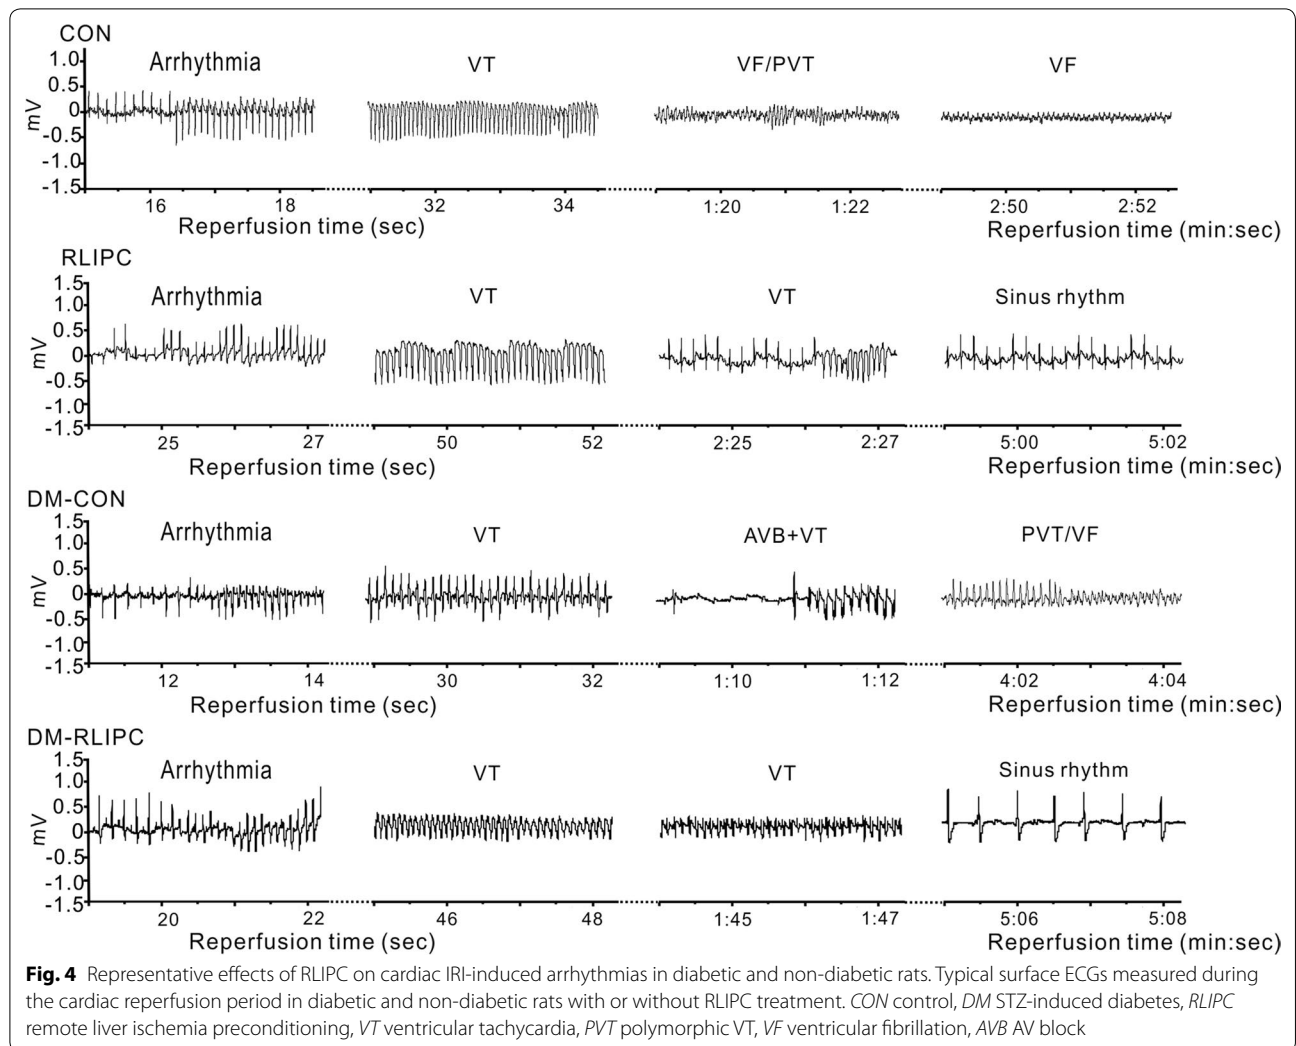 CON
Arrhythmia VT VF/PVT VF
1.0
0.5
0
-0.5
-1.0
-1.5
mV
16 18 32 34 1:20 1:22 2:50 2:52
Reperfusion time (sec) Reperfusion time (min:sec)
RLIPC
Arrhythmia VT VT Sinus rhythm
1.5
1.0
0.5
0
-0.5
-1.0
-1.5
mV
25 27 50 52 2:25 2:27 5:00 5:02
Reperfusion time (sec) Reperfusion time (min:sec)
DM-CON
Arrhythmia VT AVB+VT PVT/VF
1.5
1.0
0.5
0
-0.5
-1.0
-1.5
mV
12 14 30 32 1:10 1:12 4:02 4:04
Reperfusion time (sec) Reperfusion time (min:sec)
DM-RLIPC
Arrhythmia VT VT Sinus rhythm
1.5
1.0
0.5
0
-0.5
-1.0
-1.5
mV
20 22 46 48 1:45 1:47 5:06 5:08
Reperfusion time (sec) Reperfusion time (min:sec)
Fig. 4 Representative effects of RLIPC on cardiac IRI-induced arrhythmias in diabetic and non-diabetic rats. Typical surface ECGs measured during
the cardiac reperfusion period in diabetic and non-diabetic rats with or without RLIPC treatment. CON control, DM STZ-induced diabetes, RLIPC
remote liver ischemia preconditioning, VT ventricular tachycardia, PVT polymorphic VT, VF ventricular fibrillation, AVB AV block